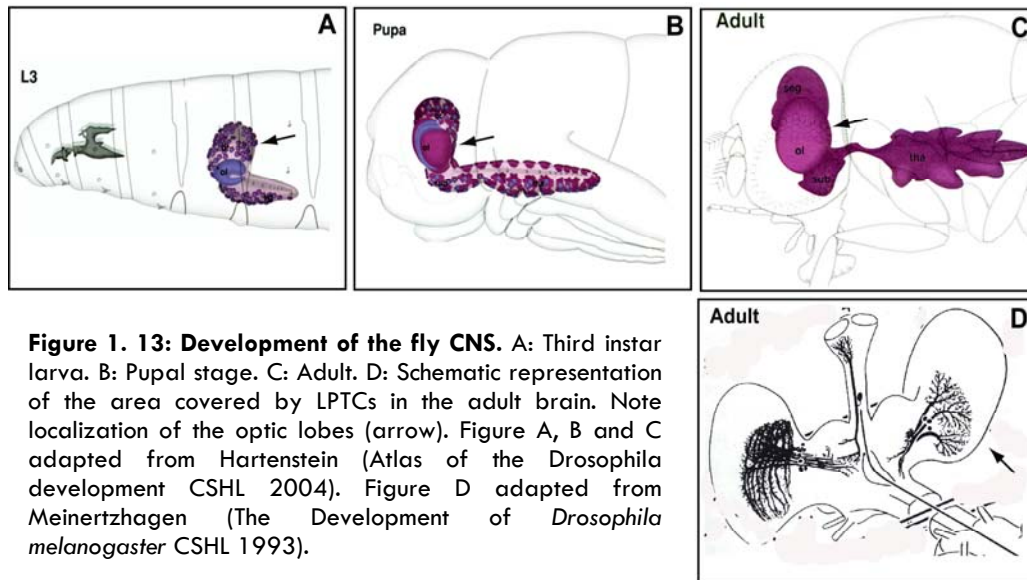 A
L3
ol
B
Pupa
ol
Adult
C
seg
ol
sub
tha
Adult
D
Figure 1. 13: Development of the fly CNS. A: Third instar
larva. B: Pupal stage. C: Adult. D: Schematic representation
of the area covered by LPTCs in the adult brain. Note
localization of the optic lobes (arrow). Figure A, B and C
adapted from Hartenstein (Atlas of the Drosophila
development CSHL 2004). Figure D adapted from
Meinertzhagen (The Development of Drosophila
melanogaster CSHL 1993).